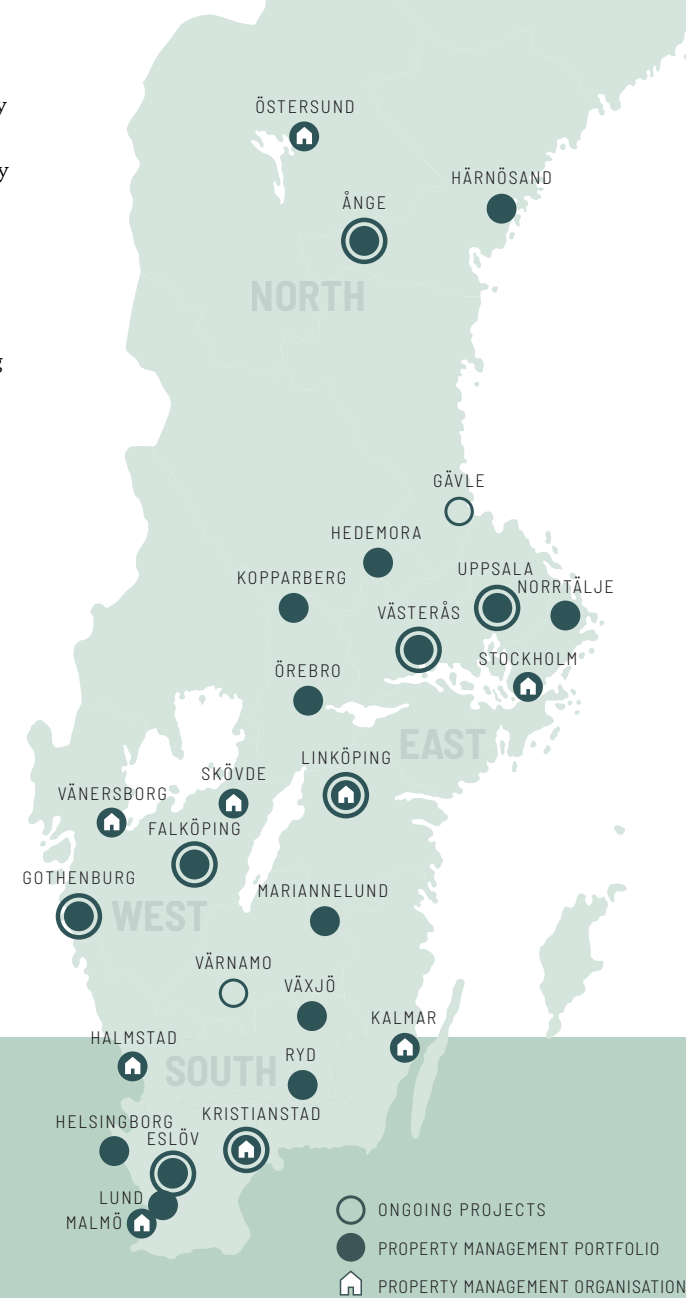 y
ÖSTERSUND
y
HÄRNÖSAND
ÅNGE
NORTH
g
GÄVLE
HEDEMORA
UPPSALA
KOPPARBERG
NORRTÄLJE
VÄSTERÅS
STOCKHOLM
ÖREBRO
EAST
LINKÖPING
SKÖVDE
VÄNERSBORG
FALKÖPING
GOTHENBURG
MARIANNELUND
WEST
VÄRNAMO
VÄXJÖ
KALMAR
HALMSTAD
RYD
SOUTH
KRISTIANSTAD
HELSINGBORG
ESLÖV
LUND
MALMÖ
ONGOING PROJECTS
PROPERTY MANAGEMENT PORTFOLIO
PROPERTY MANAGEMENT ORGANISATION